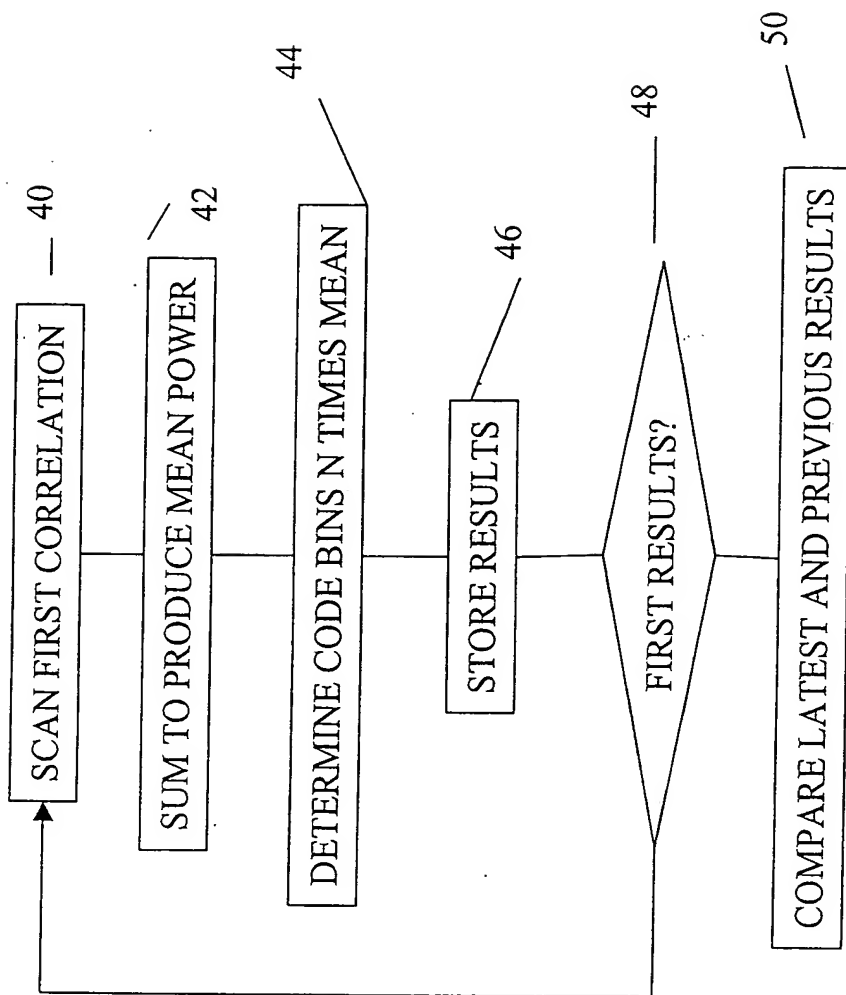 SCAN FIRST CORRELATION
40
SUM TO PRODUCE MEAN POWER
42
DETERMINE CODE BINS N TIMES MEAN
44
STORE RESULTS
46
FIRST RESULTS?
48
COMPARE LATEST AND PREVIOUS RESULTS
50